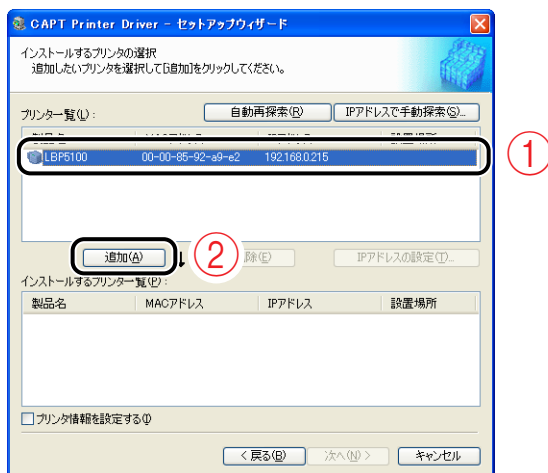 CAPT Printer Driver - セットアップウィザード
インストールするプリンタの選択
追加したいプリンタを選択して[追加]をクリックしてください。
プリンター覧(L):
自動再探索(R)
IPアドレスで手動探索(S)...
LBP5100 00-00-85-92-a9-e2 192.168.0.215
①
追加(A)
②
除(E)
IPアドレスの設定(T)...
インストールするプリンター覧(P):
製品名 MACアドレス IPアドレス 設置場所
プリンタ情報を設定する(I)
< 戻る(B)
次へ(N) >
キャンセル